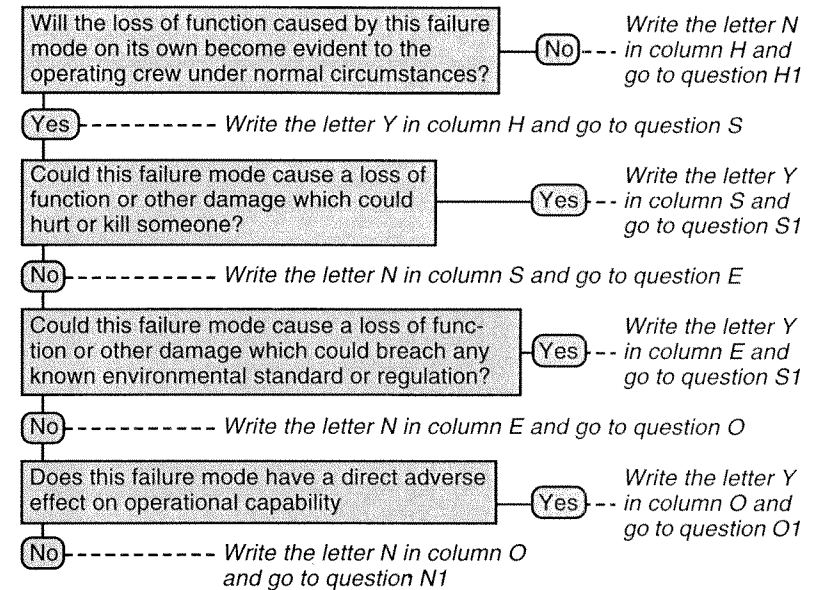 Will the loss of function caused by this failure
mode on its own become evident to the
operating crew under normal circumstances?
No
Write the letter N
in column H and
go to question H1
Yes
Write the letter Y in column H and go to question S
Could this failure mode cause a loss of
function or other damage which could
hurt or kill someone?
Yes
Write the letter Y
in column S and
go to question S1
No
Write the letter N in column S and go to question E
Could this failure mode cause a loss of func-
tion or other damage which could breach any
known environmental standard or regulation?
Yes
Write the letter Y
in column E and
go to question S1
No
Write the letter N in column E and go to question O
Does this failure mode have a direct adverse
effect on operational capability
Yes
Write the letter Y
in column O and
go to question O1
No
Write the letter N in column O
and go to question N1